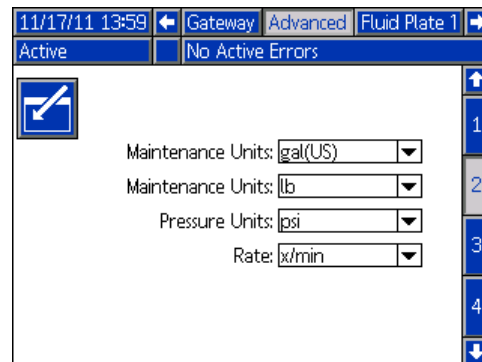 11/17/11 13:59 Gateway Advanced Fluid Plate 1
Active No Active Errors
1
Maintenance Units: gal(US)
Maintenance Units: lb
2
Pressure Units: psi
Rate: x/min
3
4